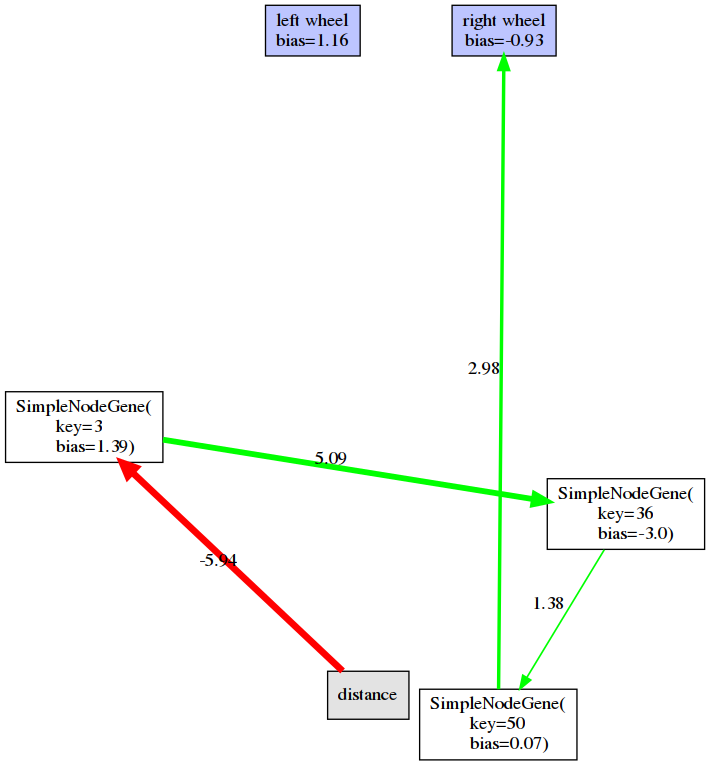 left wheel
bias=1.16
right wheel
bias=-0.93
2.98
SimpleNodeGene(
key=3
bias=1.39)
5.09
SimpleNodeGene(
key=36
bias=-3.0)
-5.94
1.38
distance
SimpleNodeGene(
key=50
bias=0.07)